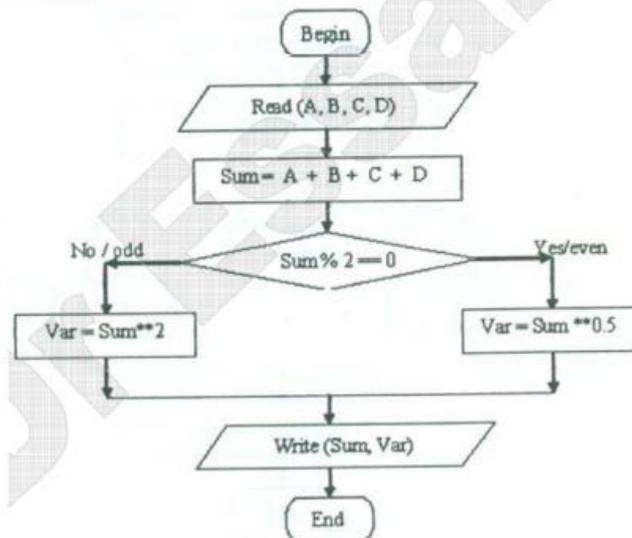 Begin
Read (A, B, C, D)
Sum = A + B + C + D
No / odd
Sum % 2 == 0
Yes/even
Var = Sum**2
Var = Sum **0.5
Write (Sum, Var)
End